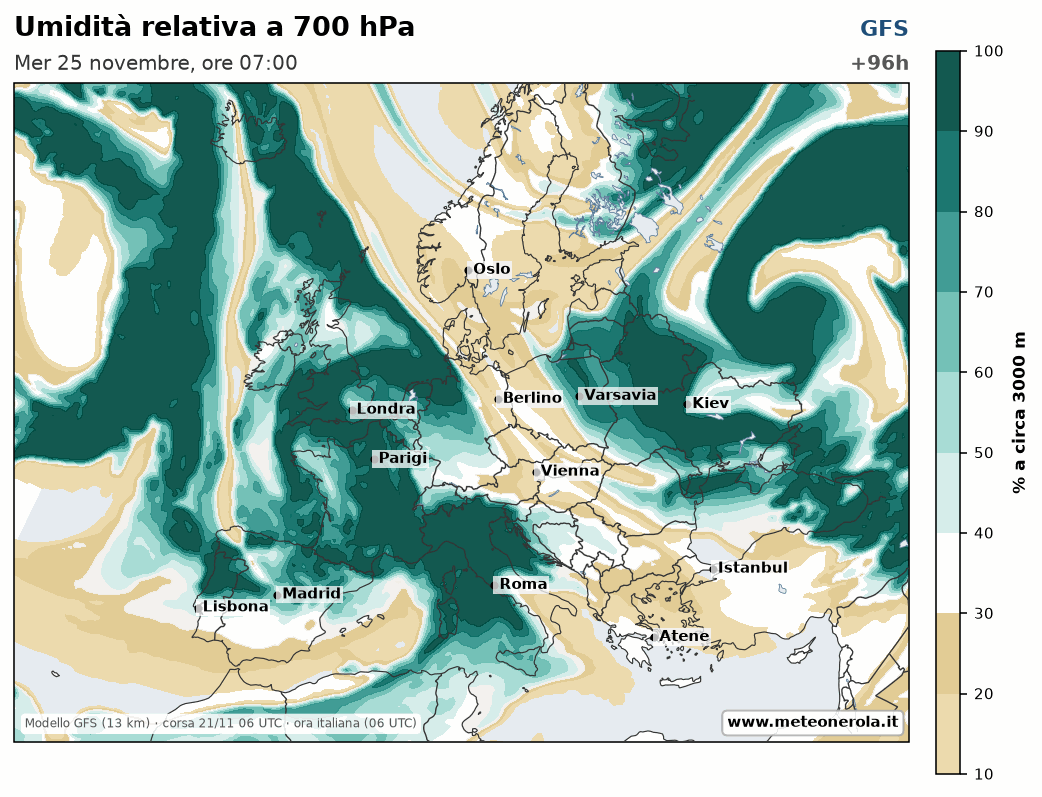 Umidità relativa a 700 hPa
GFS
Mer 25 novembre, ore 07:00
+96h
100
90
80
70
60
50
40
30
20
10
% a circa 3000 m
Oslo
Berlino
Varsavia
Kiev
Londra
Parigi
Vienna
Istanbul
Roma
Madrid
Lisbona
Atene
Modello GFS (13 km) · corsa 21/11 06 UTC · ora italiana (06 UTC)
www.meteonerola.it